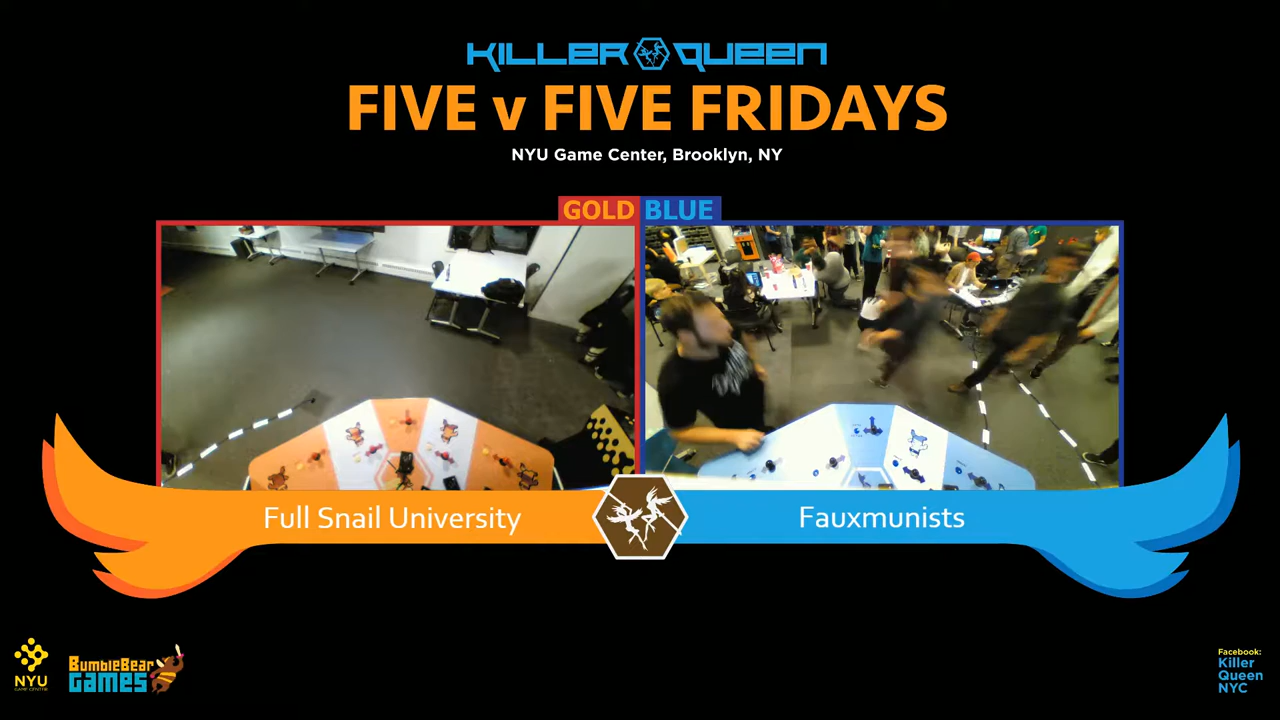 KILLER QUEEN
FIVE v FIVE FRIDAYS
NYU Game Center, Brooklyn, NY
GOLD BLUE
Full Snail University
Fauxmunists
NYU
GAME CENTER
BumbleBear
GAMES
Facebook:
Killer
Queen
NYC